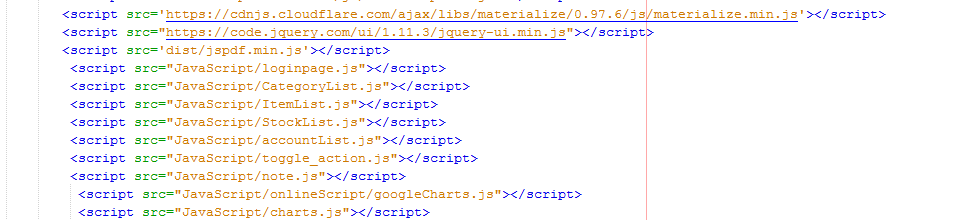 <script src='https://cdnjs.cloudflare.com/ajax/libs/materialize/0.97.6/js/materialize.min.js'></script>
<script src="https://code.jquery.com/ui/1.11.3/jquery-ui.min.js"></script>
<script src='dist/jspdf.min.js'></script>
<script src="JavaScript/loginpage.js"></script>
<script src="JavaScript/CategoryList.js"></script>
<script src="JavaScript/ItemList.js"></script>
<script src="JavaScript/StockList.js"></script>
<script src="JavaScript/accountList.js"></script>
<script src="JavaScript/toggle_action.js"></script>
<script src="JavaScript/note.js"></script>
<script src="JavaScript/onlineScript/googleCharts.js"></script>
<script src="JavaScript/charts.js"></script>